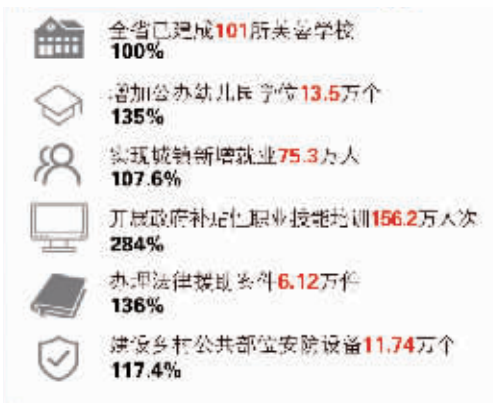 全省已建成101所芙蓉学校
100%
增加公办幼儿园学位13.5万个
135%
实现城镇新增就业75.3万人
107.6%
开展政府补贴性职业技能培训156.2万人次
284%
办理法律援助案件6.12万件
136%
建设乡村公共部位安防设备11.74万个
117.4%